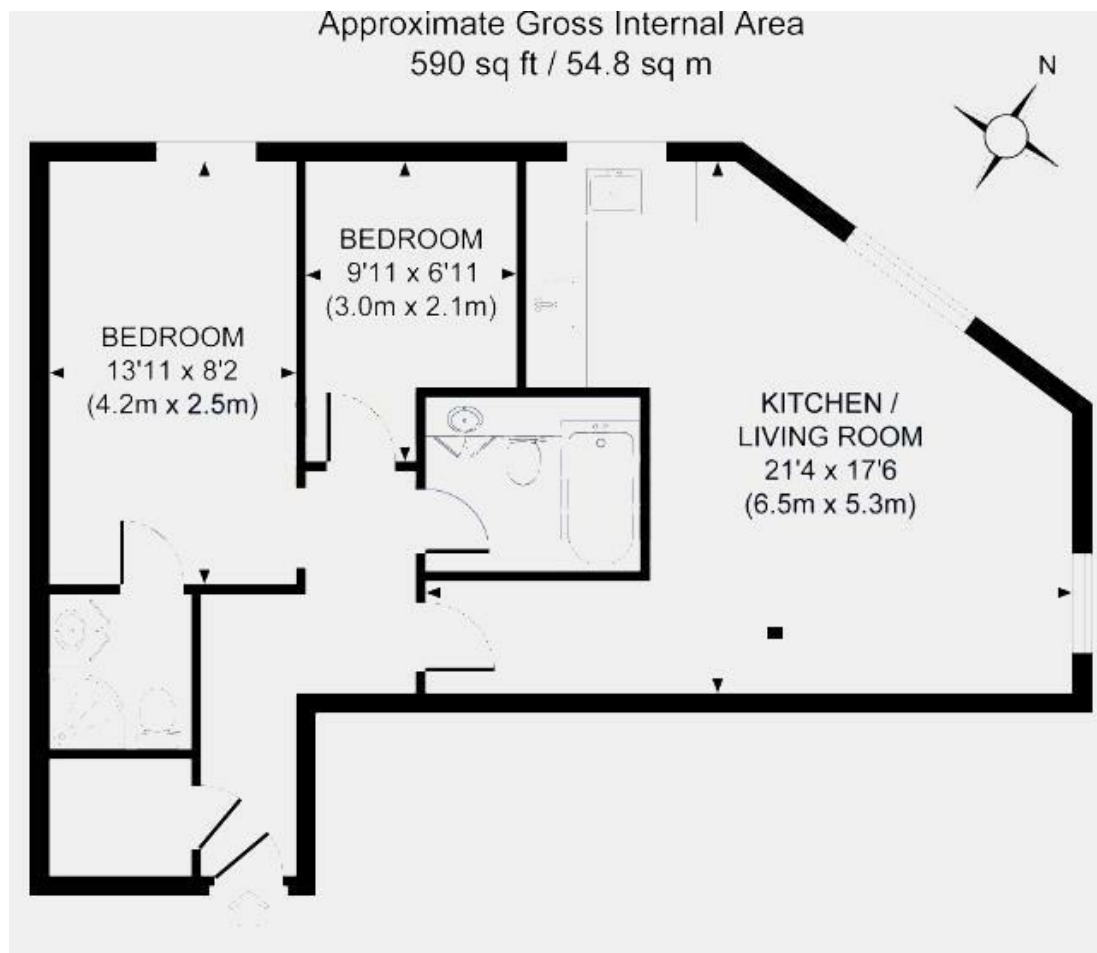 Approximate Gross Internal Area
590 sq ft / 54.8 sq m
N
BEDROOM
9'11 x 6'11
(3.0m x 2.1m)
BEDROOM
13'11 x 8'2
(4.2m x 2.5m)
KITCHEN /
LIVING ROOM
21'4 x 17'6
(6.5m x 5.3m)